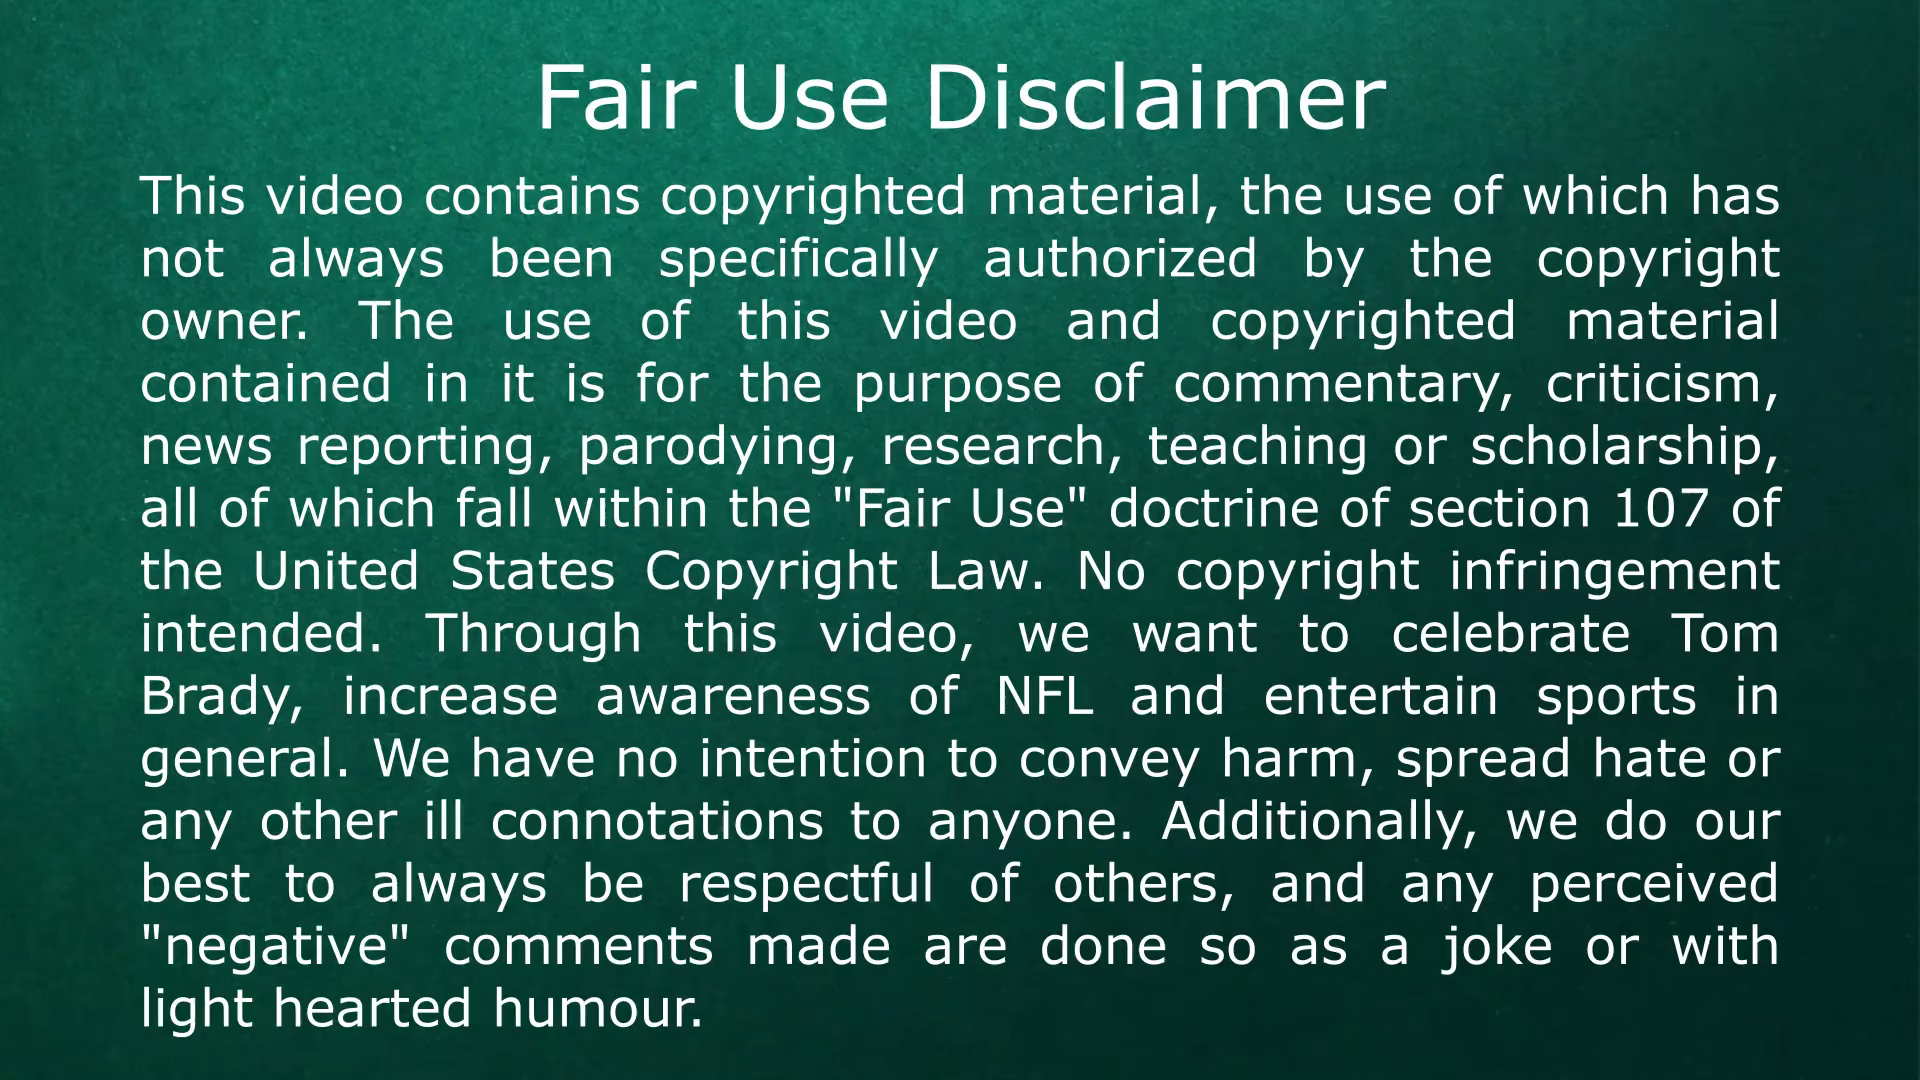 Fair Use Disclaimer
This video contains copyrighted material, the use of which has
not always been specifically authorized by the copyright
owner. The use of this video and copyrighted material
contained in it is for the purpose of commentary, criticism,
news reporting, parodying, research, teaching or scholarship,
all of which fall within the "Fair Use" doctrine of section 107 of
the United States Copyright Law. No copyright infringement
intended. Through this video, we want to celebrate Tom
Brady, increase awareness of NFL and entertain sports in
general. We have no intention to convey harm, spread hate or
any other ill connotations to anyone. Additionally, we do our
best to always be respectful of others, and any perceived
"negative" comments made are done so as a joke or with
light hearted humour.